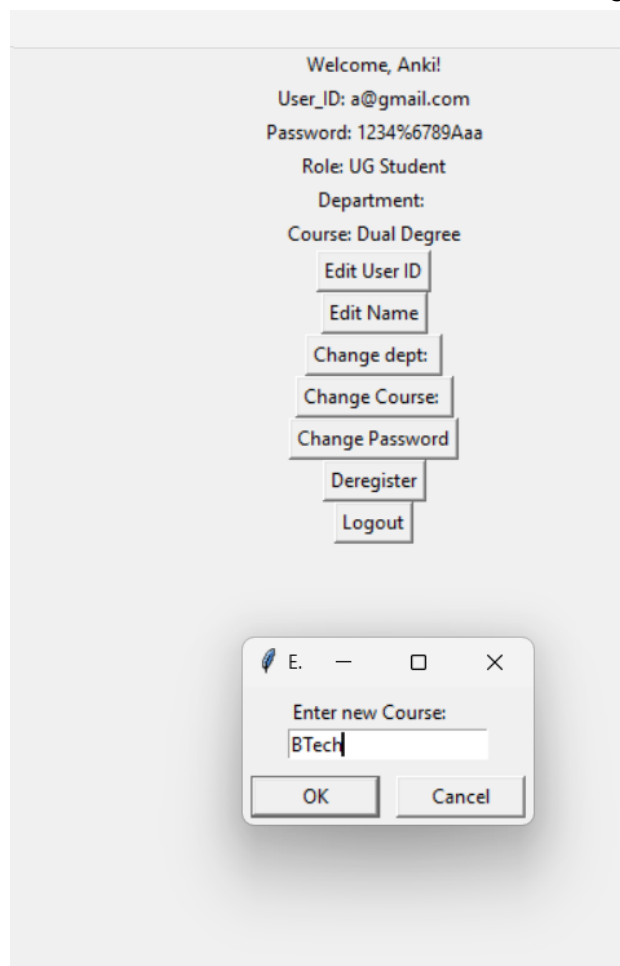 Welcome, Anki!
User_ID: a@gmail.com
Password: 1234%6789Aaa
Role: UG Student
Department:
Course: Dual Degree
Edit User ID
Edit Name
Change dept:
Change Course:
Change Password
Deregister
Logout
E.
Enter new Course:
BTech
OK Cancel